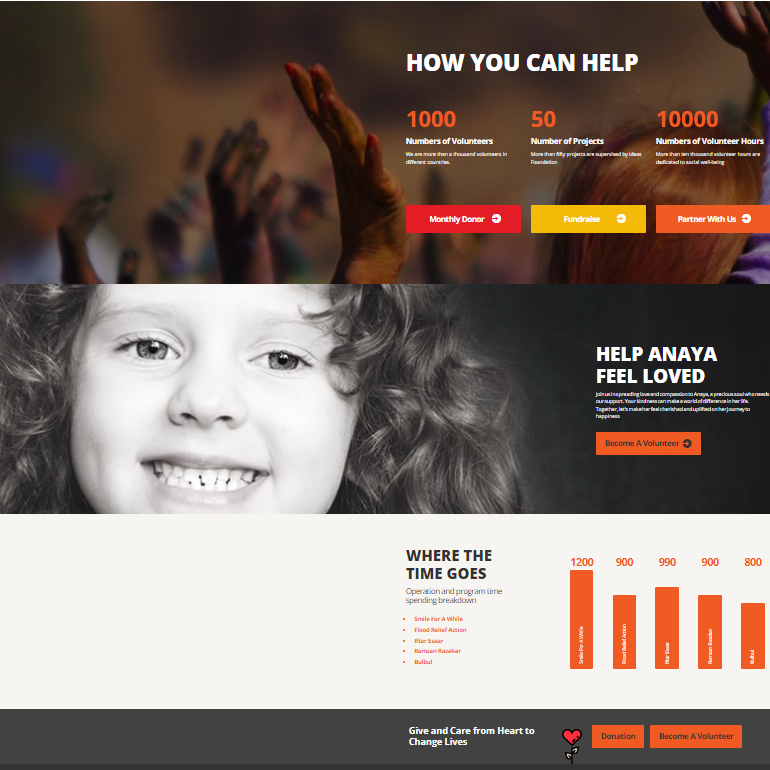 HOW YOU CAN HELP
1000
50
10000
Numbers of Volunteers
Number of Projects
Numbers of Volunteer Hours
We are more than a thousand volunteers in
different countries.
More than fifty projects are supervised by ideas
Foundation
More than ten thousand volunteer hours are
dedicated to social well-being
Monthly Donor
Fundraise
Partner With Us
HELP ANAYA
FEEL LOVED
Join us in spreading love and compassion to Anaya, a precious soul who needs
our support. Your kindness can make a world of difference in her life.
Together, let's make her feel cherished and uplifted on her journey to
happiness
Become A Volunteer
WHERE THE
TIME GOES
Operation and program time
spending breakdown
Smile For A While
Flood Relief Action
Iftar Esaar
Ramzan Razakar
Bulbul
1200
900
990
900
800
Smile For A While
Flood Relief Action
Iftar Esaar
Ramzan Razakar
Bulbul
Give and Care from Heart to
Change Lives
Donation
Become A Volunteer